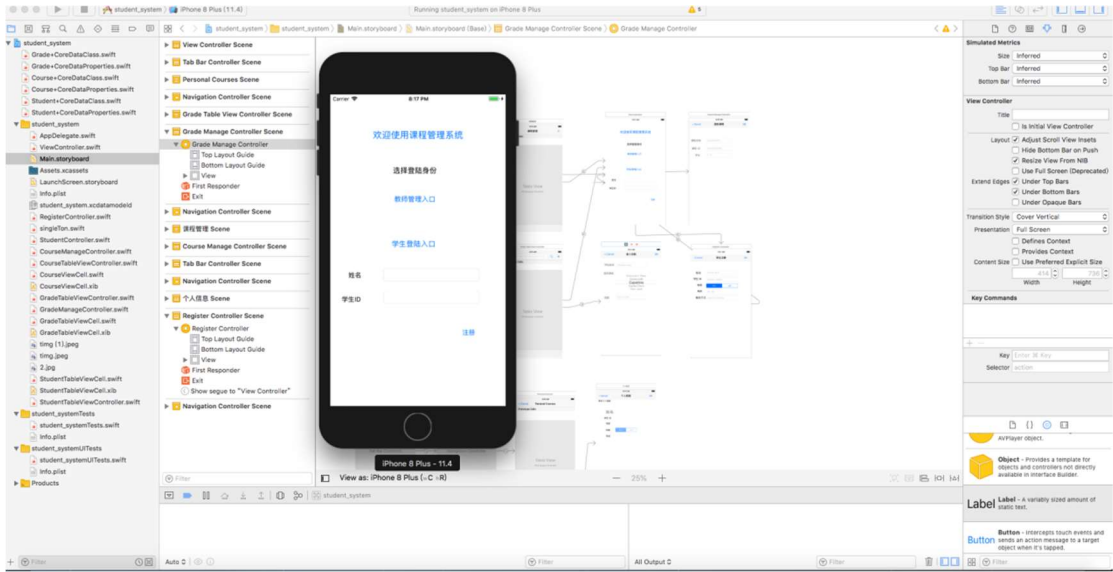 student_system
iPhone 8 Plus (11.4)
Running student_system on iPhone 8 Plus
student_system
student_system
student_system
Main.storyboard
Main.storyboard (Base)
Grade Manage Controller Scene
Grade Manage Controller
student_system
Grade+CoreDataClass.swift
Grade+CoreDataProperties.swift
Course+CoreDataClass.swift
Course+CoreDataProperties.swift
Student+CoreDataClass.swift
Student+CoreDataProperties.swift
student_system
AppDelegate.swift
ViewController.swift
Main.storyboard
Assets.xcassets
LaunchScreen.storyboard
Info.plist
student_system.xcdatamodeld
RegisterController.swift
singleTon.swift
StudentController.swift
CourseManageController.swift
CourseTableViewController.swift
CourseViewCell.swift
CourseViewCell.xib
GradeTableViewController.swift
GradeManageController.swift
GradeTableViewCell.swift
GradeTableViewCell.xib
timg (1).jpeg
timg.jpeg
2.jpg
StudentTableViewCell.swift
StudentTableViewCell.xib
StudentTableViewController.swift
student_systemTests
student_systemTests.swift
Info.plist
student_systemUITests
student_systemUITests.swift
Info.plist
Products
Filter
View Controller Scene
Tab Bar Controller Scene
Personal Courses Scene
Navigation Controller Scene
Grade Table View Controller Scene
Grade Manage Controller Scene
Grade Manage Controller
Top Layout Guide
Bottom Layout Guide
View
First Responder
Exit
Navigation Controller Scene
课程管理 Scene
Course Manage Controller Scene
Tab Bar Controller Scene
Navigation Controller Scene
个人信息 Scene
Register Controller Scene
Register Controller
Top Layout Guide
Bottom Layout Guide
View
First Responder
Exit
Show segue to "View Controller"
Navigation Controller Scene
Filter
Carrier
8:17 PM
欢迎使用课程管理系统
选择登陆身份
教师管理入口
学生登陆入口
姓名
学生ID
注册
iPhone 8 Plus - 11.4
View as: iPhone 8 Plus (wC hR)
25%
student_system
Auto
Filter
All Output
Filter
Simulated Metrics
Size Inferred
Top Bar Inferred
Bottom Bar Inferred
View Controller
Title
Is Initial View Controller
Layout Adjust Scroll View Insets
Hide Bottom Bar on Push
Resize View From NIB
Use Full Screen (Deprecated)
Extend Edges Under Top Bars
Under Bottom Bars
Under Opaque Bars
Transition Style Cover Vertical
Presentation Full Screen
Defines Context
Provides Context
Content Size Use Preferred Explicit Size
414 736
Width Height
Key Commands
Key Enter ⌘ Key
Selector action
AVPlayer object.
Object - Provides a template for
objects and controllers not directly
available in Interface Builder.
Label
Label - A variably sized amount of
static text.
Button
Button - Intercepts touch events and
sends an action message to a target
object when it's tapped.
Filter